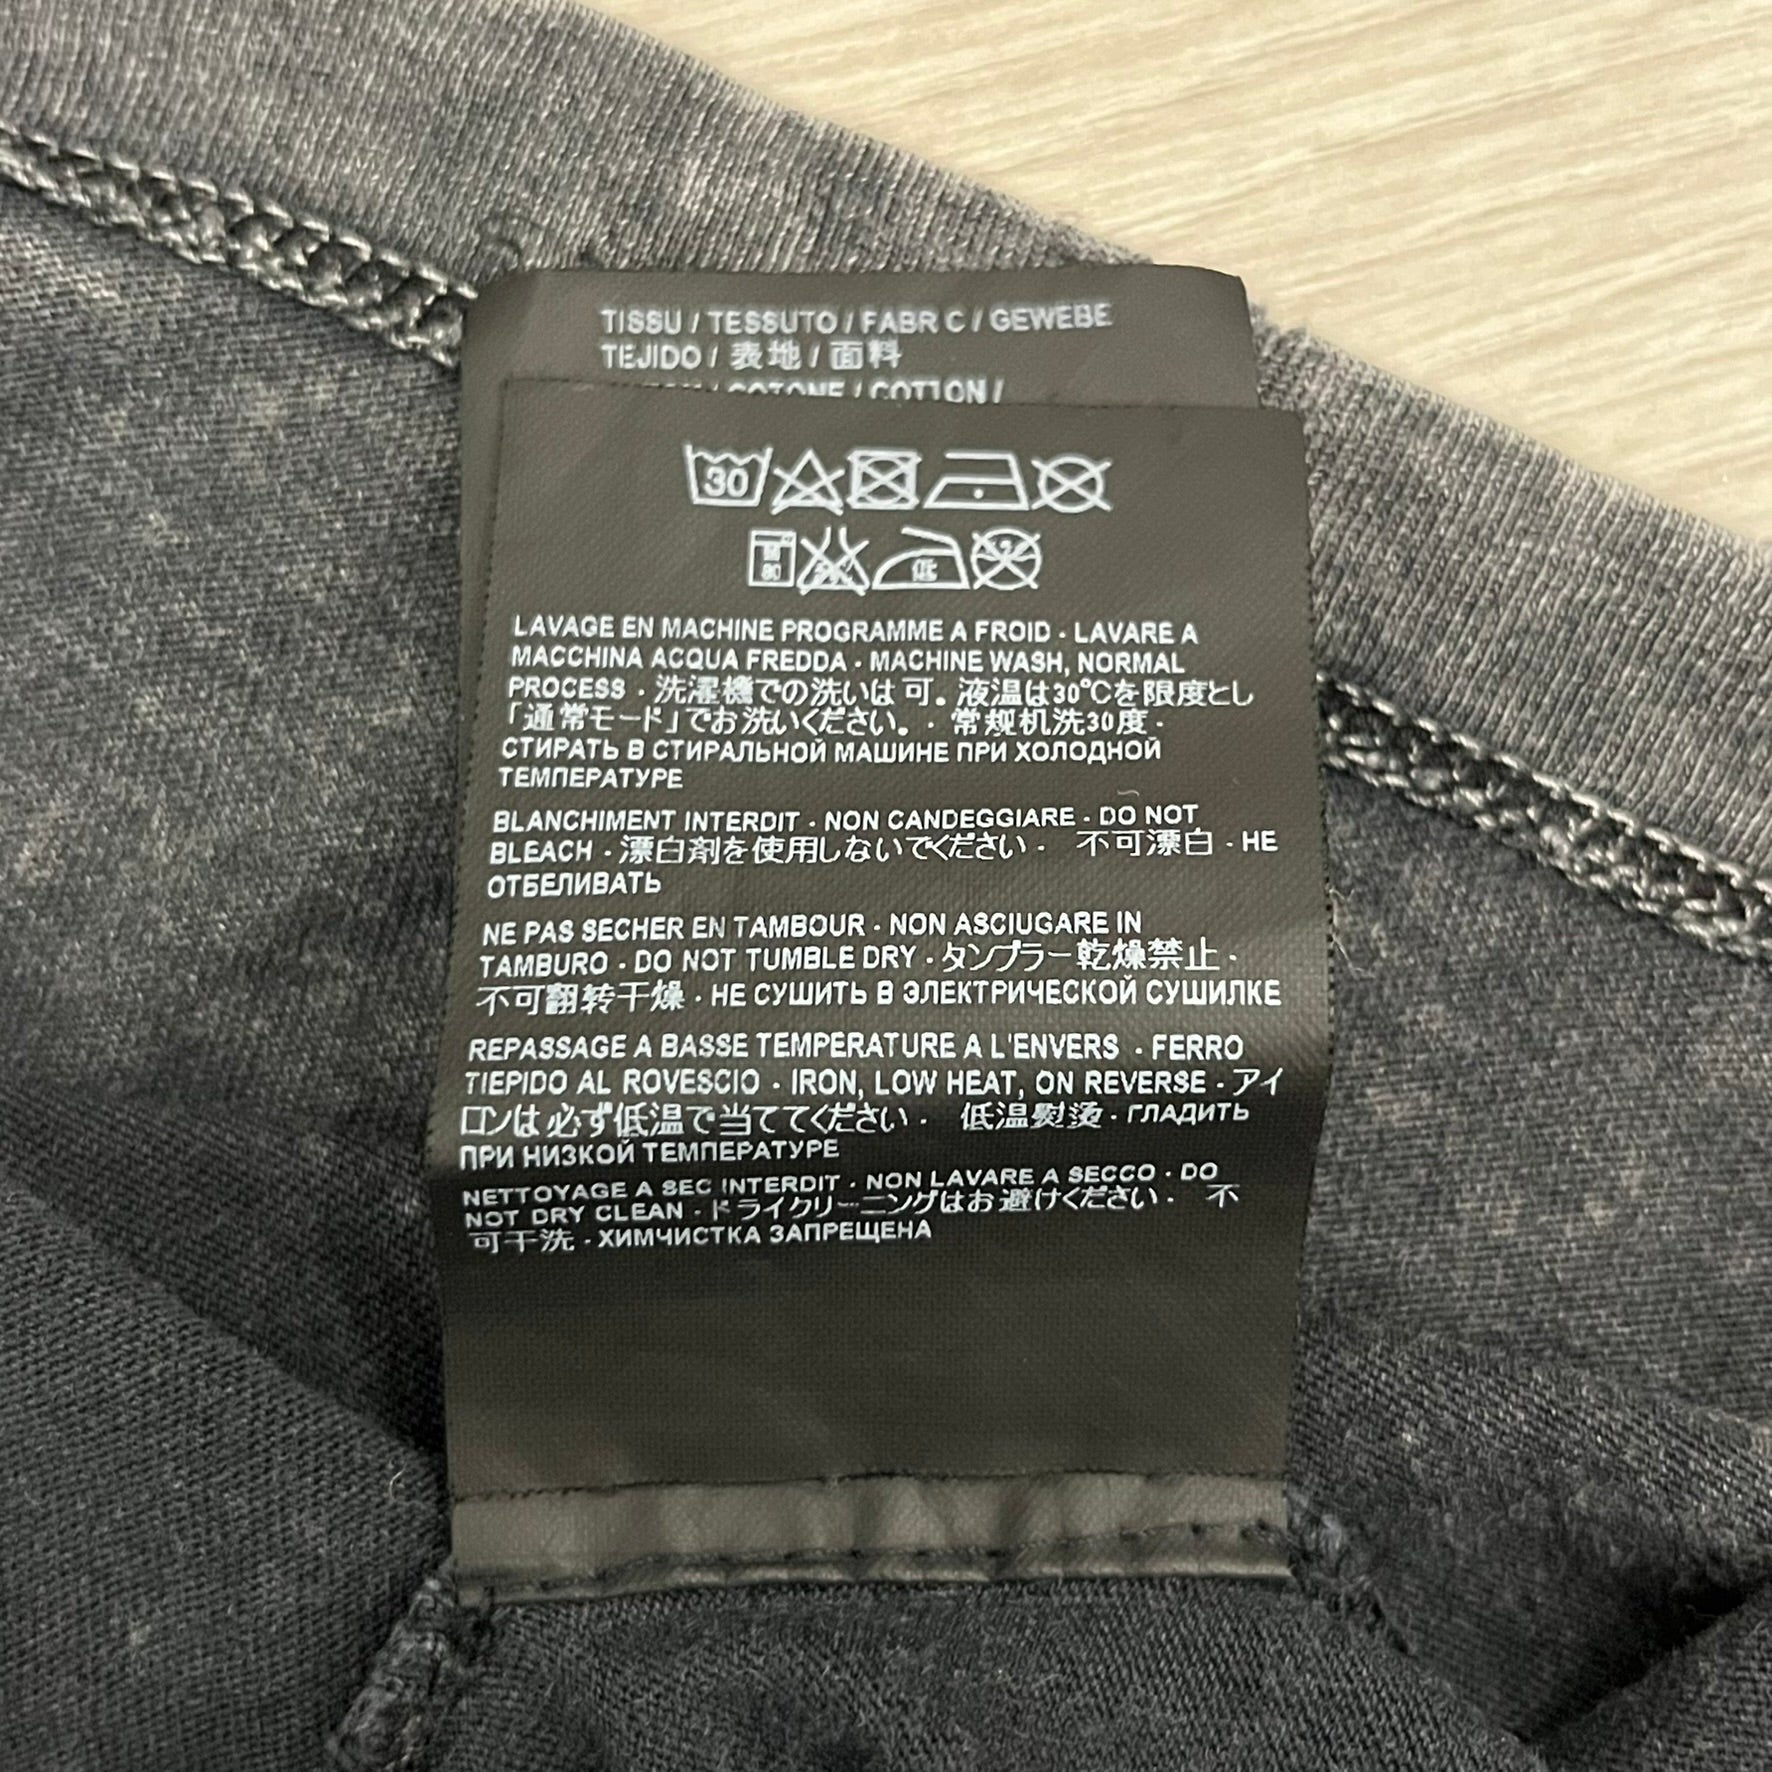 TISSU / TESSUTO / FABR C / GEWEBE
TEJIDO / 表地 / 面料
/ COTONE / COTTON /
30
80
低
LAVAGE EN MACHINE PROGRAMME A FROID · LAVARE A
MACCHINA ACQUA FREDDA · MACHINE WASH, NORMAL
PROCESS · 洗濯機での洗いは 可。液温は30℃を限度とし
「通常モード」でお洗いください。 · 常规机洗30度 ·
СТИРАТЬ В СТИРАЛЬНОЙ МАШИНЕ ПРИ ХОЛОДНОЙ
ТЕМПЕРАТУРЕ
BLANCHIMENT INTERDIT · NON CANDEGGIARE · DO NOT
BLEACH · 漂白剤を使用しないでください · 不可漂白 · НЕ
ОТБЕЛИВАТЬ
NE PAS SECHER EN TAMBOUR · NON ASCIUGARE IN
TAMBURO · DO NOT TUMBLE DRY · タンブラー乾燥禁止 ·
不可翻转干燥 · НЕ СУШИТЬ В ЭЛЕКТРИЧЕСКОЙ СУШИЛКЕ
REPASSAGE A BASSE TEMPÉRATURE A L'ENVERS · FERRO
TIEPIDO AL ROVESCIO · IRON, LOW HEAT, ON REVERSE · アイ
ロンは必ず低温で当ててください · 低温熨烫 · ГЛАДИТЬ
ПРИ НИЗКОЙ ТЕМПЕРАТУРЕ
NETTOYAGE A SEC INTERDIT · NON LAVARE A SECCO · DO
NOT DRY CLEAN · ドライクリーニングはお避けください · 不
可干洗 · ХИМЧИСТКА ЗАПРЕЩЕНА